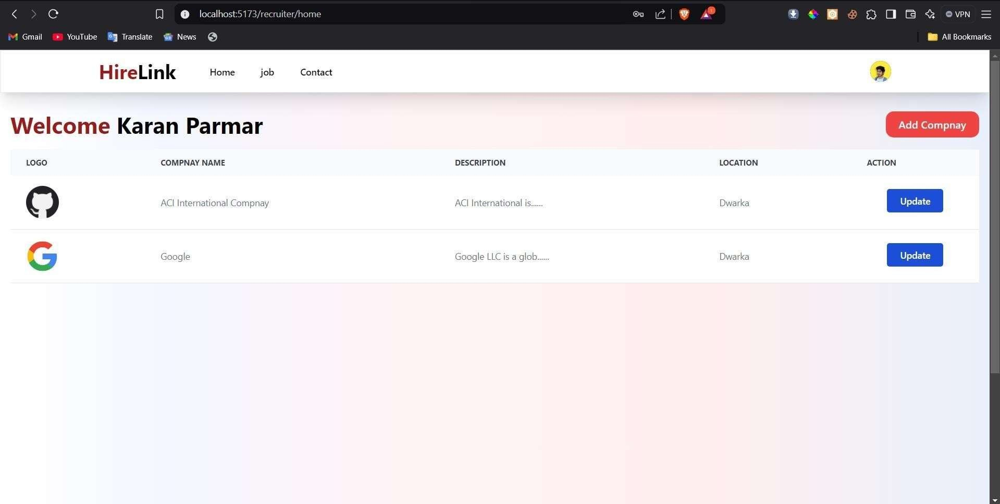 localhost:5173/recruiter/home
1
VPN
Gmail YouTube Translate News All Bookmarks
HireLink Home job Contact
Welcome Karan Parmar Add Compnay
LOGO COMPNAY NAME DESCRIPTION LOCATION ACTION
ACI International Compnay ACI International is...... Dwarka Update
Google Google LLC is a glob...... Dwarka Update